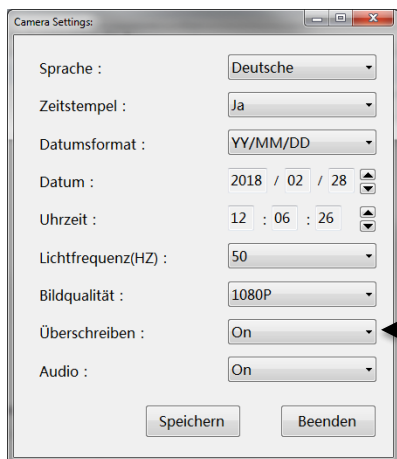 Camera Settings:
Sprache : Deutsche
Zeitstempel : Ja
Datumsformat : YY/MM/DD
Datum : 2018 / 02 / 28
Uhrzeit : 12 : 06 : 26
Lichtfrequenz(HZ) : 50
Bildqualität : 1080P
Überschreiben : On
Audio : On
Speichern Beenden